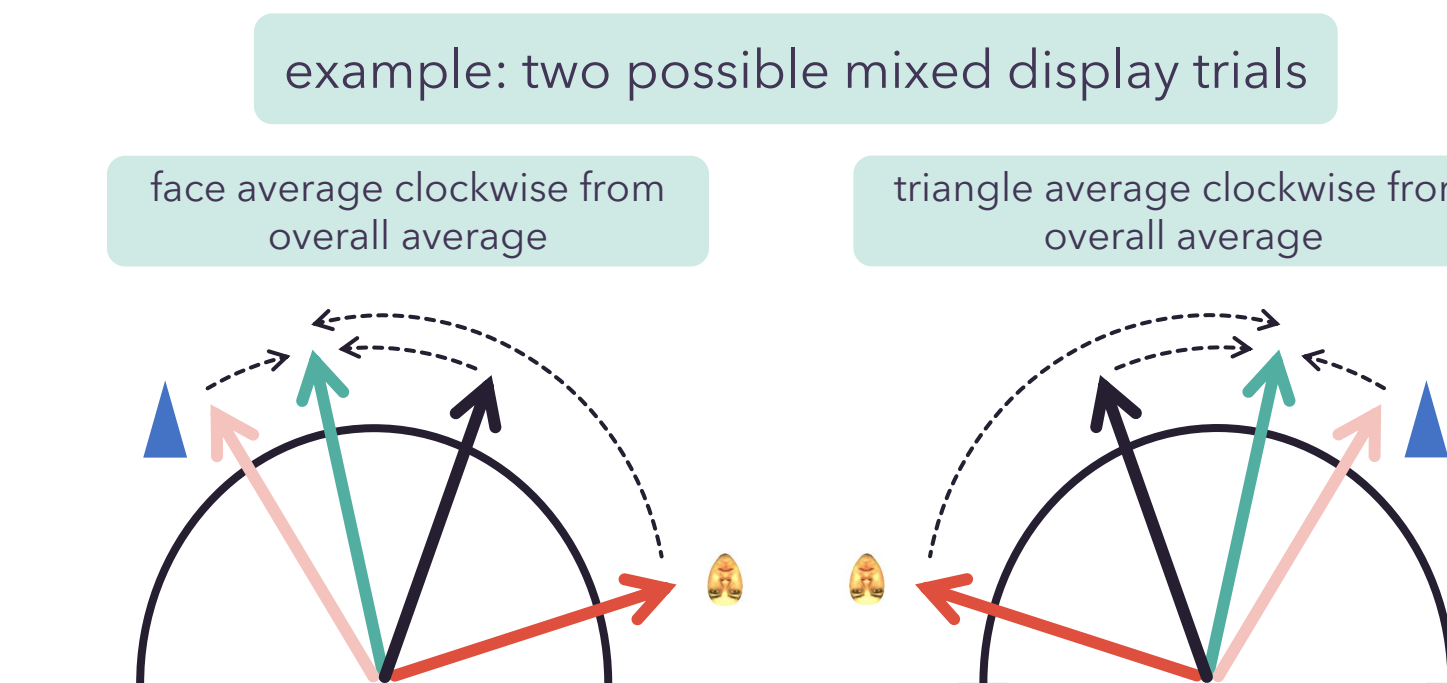 example: two possible mixed display trials
face average clockwise from
overall average
triangle average clockwise
overall average